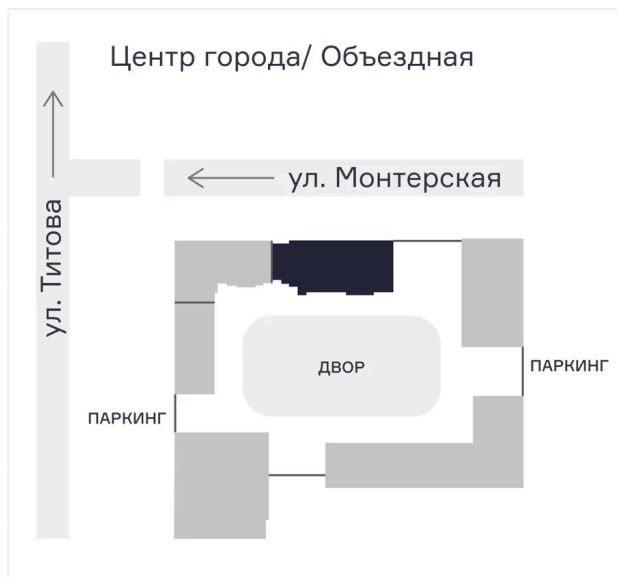 Центр города/ Объездная
ул. Монтерская
ул. Титова
ДВОР
ПАРКИНГ
ПАРКИНГ